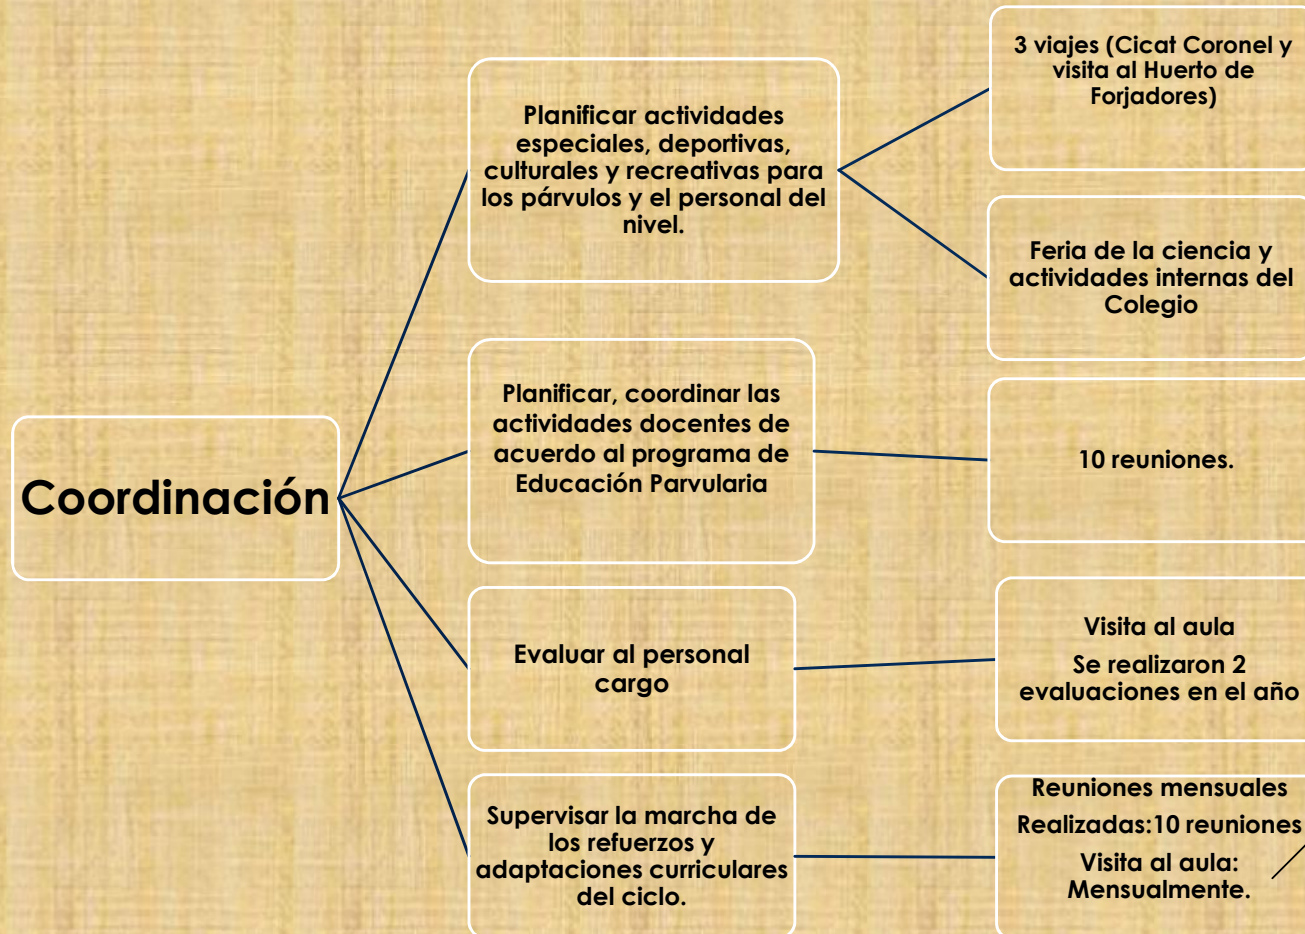 Coordinación
Planificar actividades
especiales, deportivas,
culturales y recreativas para
los párvulos y el personal del
nivel.
3 viajes (Cicat Coronel y
visita al Huerto de
Forjadores)
Feria de la ciencia y
actividades internas del
Colegio
Planificar, coordinar las
actividades docentes de
acuerdo al programa de
Educación Parvularia
10 reuniones.
Evaluar al personal
cargo
Visita al aula
Se realizaron 2
evaluaciones en el año
Supervisar la marcha de
los refuerzos y
adaptaciones curriculares
del ciclo.
Reuniones mensuales
Realizadas:10 reuniones
Visita al aula:
Mensualmente.